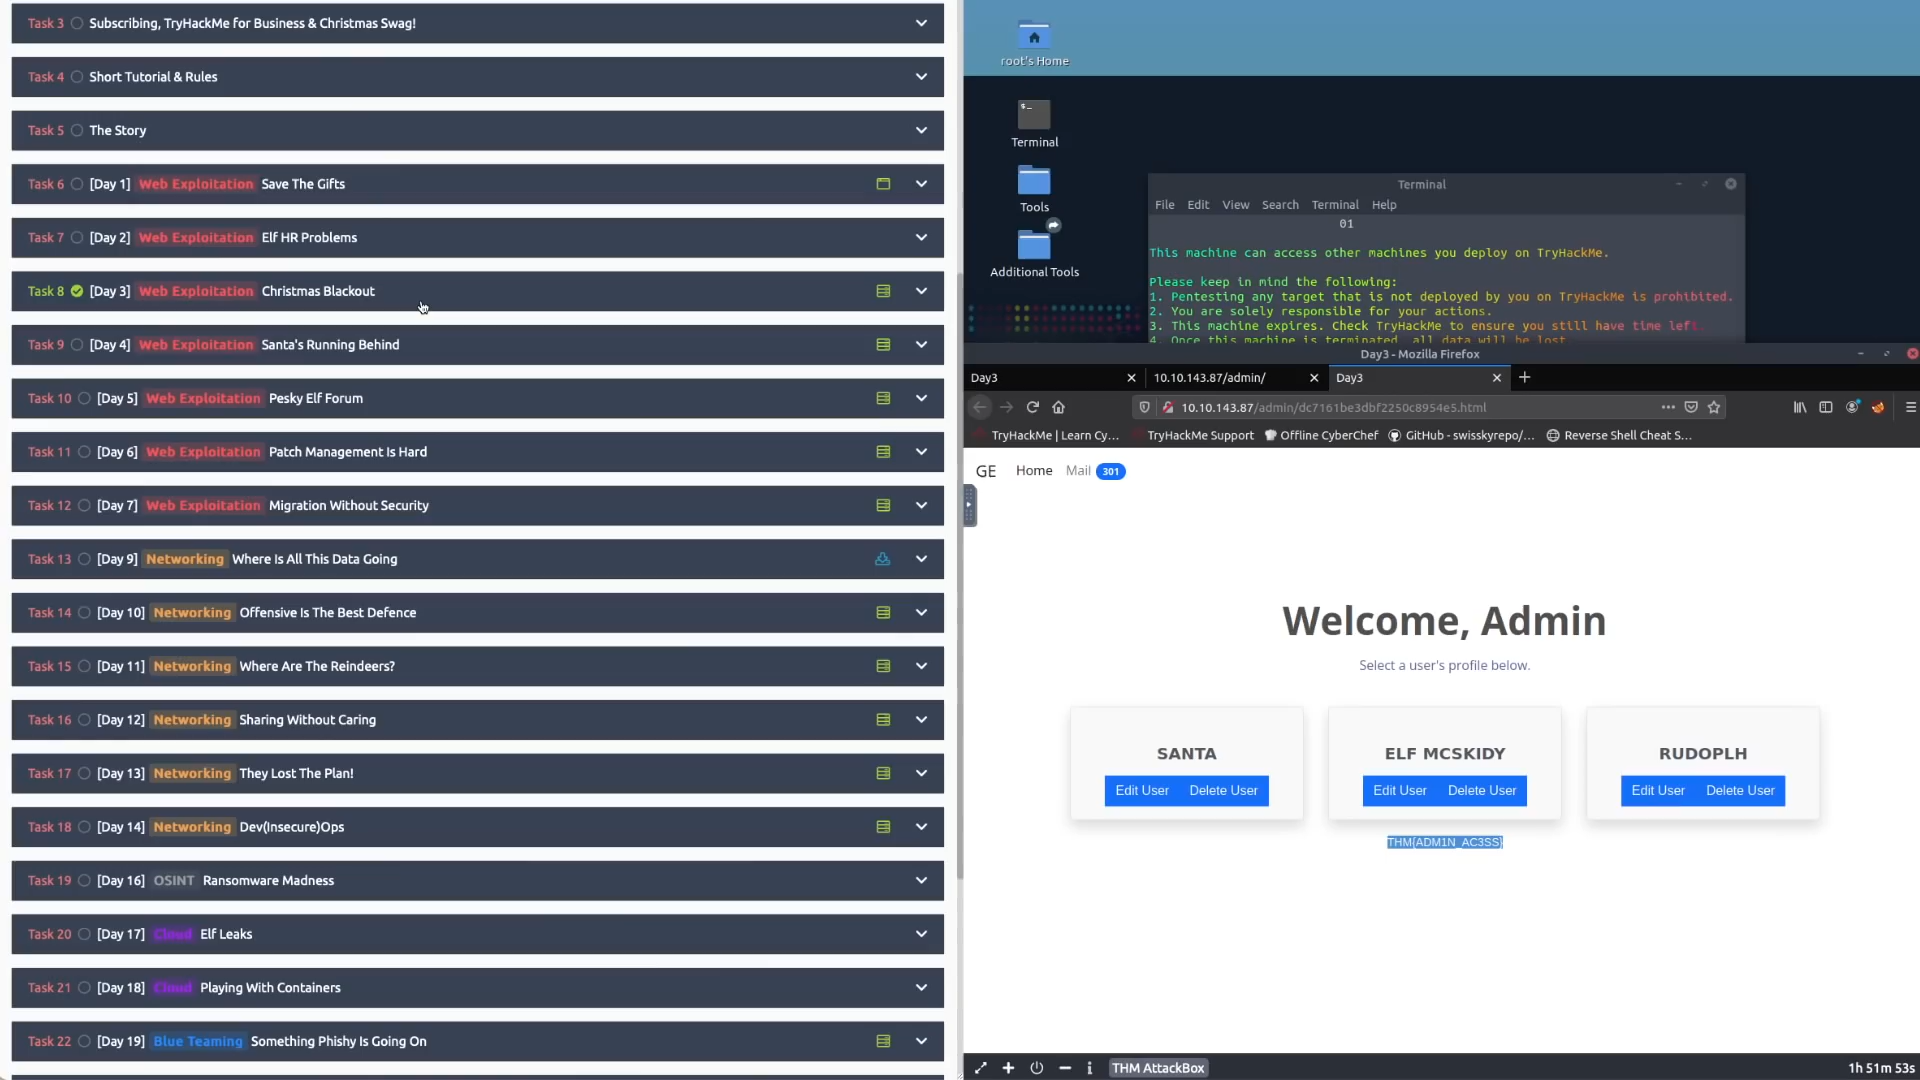 Task 3 Subscribing, TryHackMe for Business & Christmas Swag!
Task 4 Short Tutorial & Rules
Task 5 The Story
Task 6 [Day 1] Web Exploitation Save The Gifts
Task 7 [Day 2] Web Exploitation Elf HR Problems
Task 8 [Day 3] Web Exploitation Christmas Blackout
Task 9 [Day 4] Web Exploitation Santa's Running Behind
Task 10 [Day 5] Web Exploitation Pesky Elf Forum
Task 11 [Day 6] Web Exploitation Patch Management Is Hard
Task 12 [Day 7] Web Exploitation Migration Without Security
Task 13 [Day 9] Networking Where Is All This Data Going
Task 14 [Day 10] Networking Offensive Is The Best Defence
Task 15 [Day 11] Networking Where Are The Reindeers?
Task 16 [Day 12] Networking Sharing Without Caring
Task 17 [Day 13] Networking They Lost The Plan!
Task 18 [Day 14] Networking Dev(Insecure)Ops
Task 19 [Day 16] OSINT Ransomware Madness
Task 20 [Day 17] Cloud Elf Leaks
Task 21 [Day 18] Cloud Playing With Containers
Task 22 [Day 19] Blue Teaming Something Phishy Is Going On
root's Home
Terminal
Tools
Additional Tools
Terminal
File Edit View Search Terminal Help
01
This machine can access other machines you deploy on TryHackMe.
Please keep in mind the following:
1. Pentesting any target that is not deployed by you on TryHackMe is prohibited.
2. You are solely responsible for your actions.
3. This machine expires. Check TryHackMe to ensure you still have time left.
4. Once this machine is terminated, all data will be lost
Day3 - Mozilla Firefox
Day3 10.10.143.87/admin/ Day3
10.10.143.87/admin/dc7161be3dbf2250c8954e5.html
TryHackMe | Learn Cy... TryHackMe Support Offline CyberChef GitHub - swisskyrepo/... Reverse Shell Cheat S...
GE Home Mail 301
Welcome, Admin
Select a user's profile below.
SANTA ELF MCSKIDY RUDOPLH
Edit User Delete User Edit User Delete User Edit User Delete User
THM{ADM1N_AC3SS}
THM AttackBox 1h 51m 53s